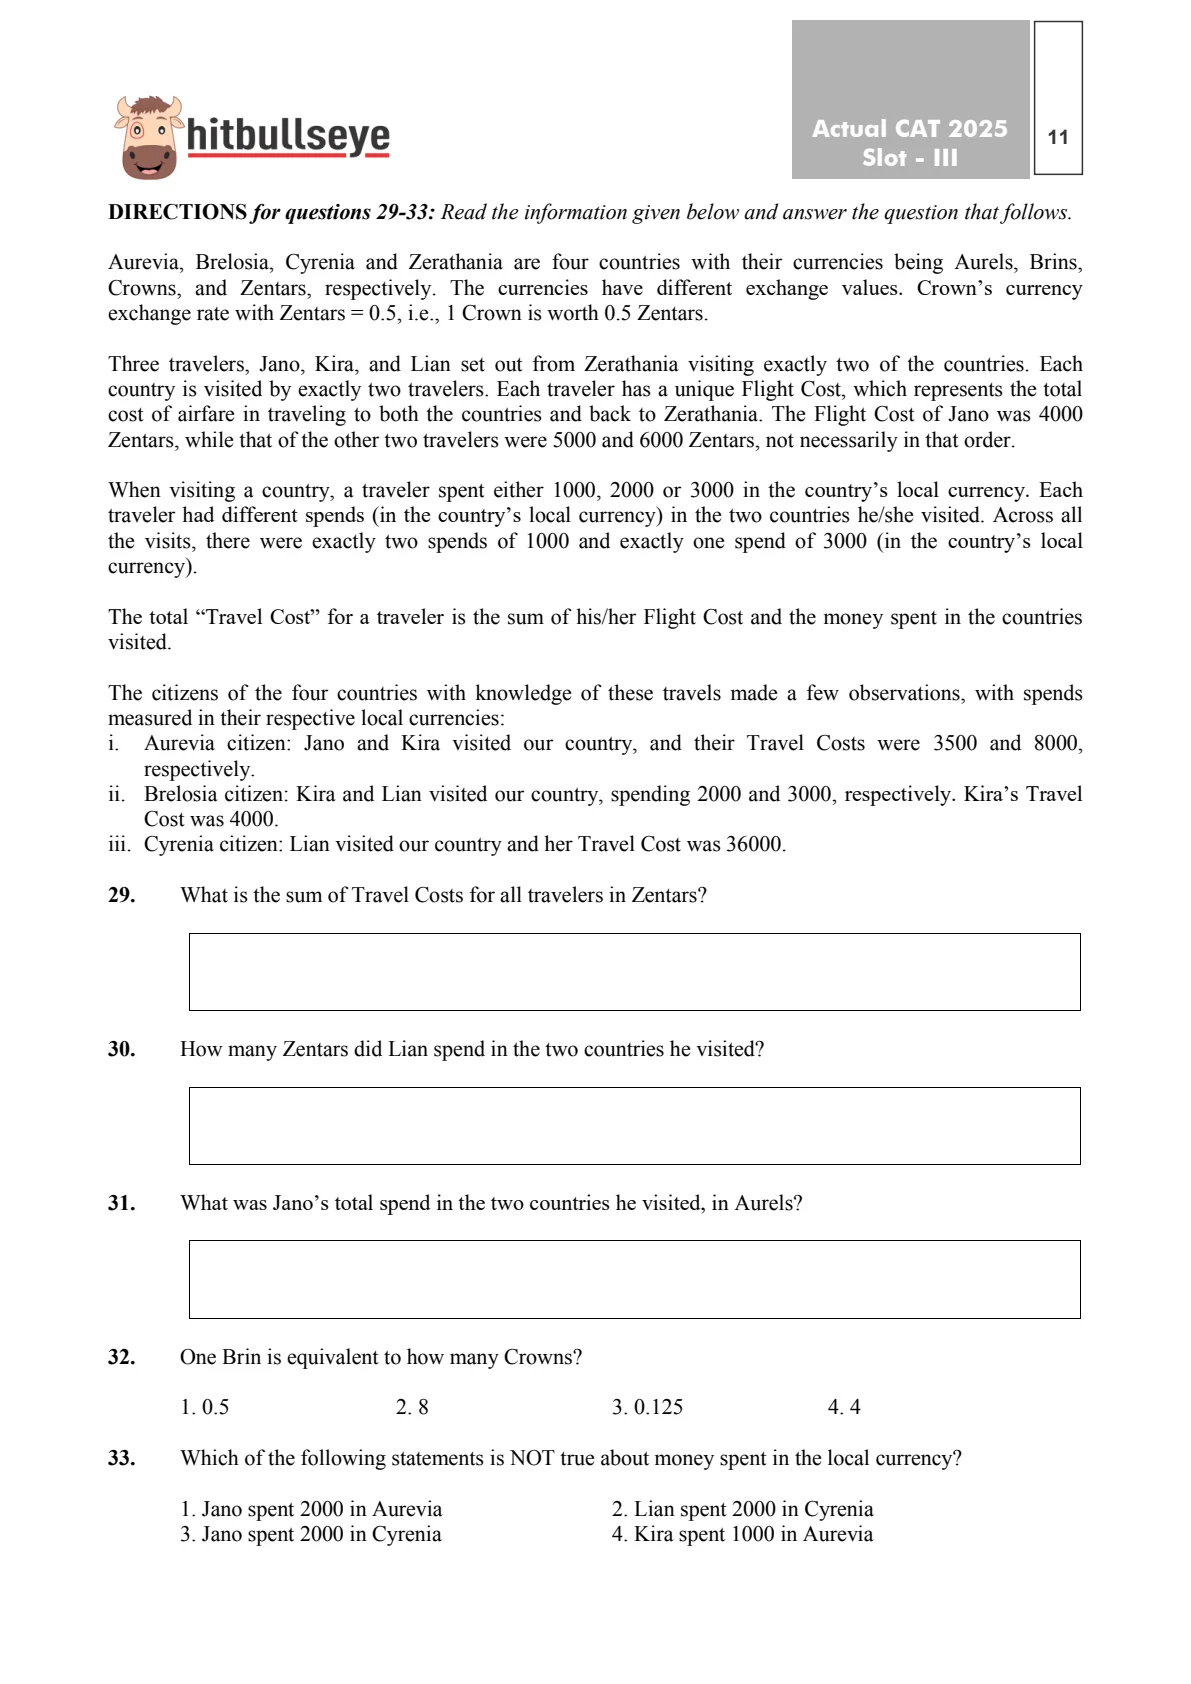 hitbullseye
Actual CAT 2025
Slot - III
11
DIRECTIONS for questions 29-33: Read the information given below and answer the question that follows.
Aurevia, Brelosia, Cyrenia and Zerathania are four countries with their currencies being Aurels, Brins,
Crowns, and Zentars, respectively. The currencies have different exchange values. Crown’s currency
exchange rate with Zentars = 0.5, i.e., 1 Crown is worth 0.5 Zentars.
Three travelers, Jano, Kira, and Lian set out from Zerathania visiting exactly two of the countries. Each
country is visited by exactly two travelers. Each traveler has a unique Flight Cost, which represents the total
cost of airfare in traveling to both the countries and back to Zerathania. The Flight Cost of Jano was 4000
Zentars, while that of the other two travelers were 5000 and 6000 Zentars, not necessarily in that order.
When visiting a country, a traveler spent either 1000, 2000 or 3000 in the country’s local currency. Each
traveler had different spends (in the country’s local currency) in the two countries he/she visited. Across all
the visits, there were exactly two spends of 1000 and exactly one spend of 3000 (in the country’s local
currency).
The total “Travel Cost” for a traveler is the sum of his/her Flight Cost and the money spent in the countries
visited.
The citizens of the four countries with knowledge of these travels made a few observations, with spends
measured in their respective local currencies:
i. Aurevia citizen: Jano and Kira visited our country, and their Travel Costs were 3500 and 8000,
respectively.
ii. Brelosia citizen: Kira and Lian visited our country, spending 2000 and 3000, respectively. Kira’s Travel
Cost was 4000.
iii. Cyrenia citizen: Lian visited our country and her Travel Cost was 36000.
29. What is the sum of Travel Costs for all travelers in Zentars?
30. How many Zentars did Lian spend in the two countries he visited?
31. What was Jano’s total spend in the two countries he visited, in Aurels?
32. One Brin is equivalent to how many Crowns?
1. 0.5 2. 8 3. 0.125 4. 4
33. Which of the following statements is NOT true about money spent in the local currency?
1. Jano spent 2000 in Aurevia 2. Lian spent 2000 in Cyrenia
3. Jano spent 2000 in Cyrenia 4. Kira spent 1000 in Aurevia